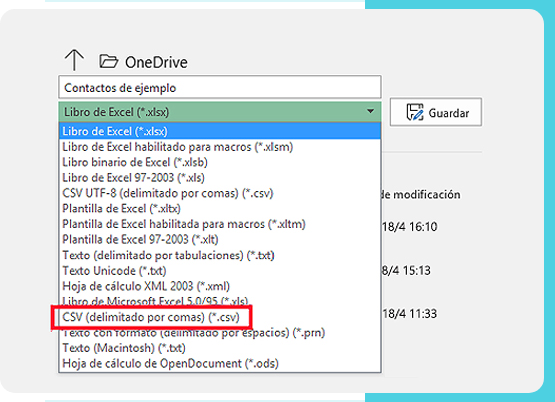 OneDrive
Contactos de ejemplo
Libro de Excel (*.xlsx)
Guardar
Libro de Excel (*.xlsx)
Libro de Excel habilitado para macros (*.xlsm)
Libro binario de Excel (*.xlsb)
Libro de Excel 97-2003 (*.xls)
CSV UTF-8 (delimitado por comas) (*.csv)
Plantilla de Excel (*.xltx)
Plantilla de Excel habilitada para macros (*.xltm)
Plantilla de Excel 97-2003 (*.xlt)
Texto (delimitado por tabulaciones) (*.txt)
Texto Unicode (*.txt)
Hoja de cálculo XML 2003 (*.xml)
Libro de Microsoft Excel 5.0/95 (*.xls)
CSV (delimitado por comas) (*.csv)
Texto con formato (delimitado por espacios) (*.prn)
Texto (Macintosh) (*.txt)
Hoja de cálculo de OpenDocument (*.ods)
de modificación
18/4 16:10
18/4 15:13
18/4 11:33